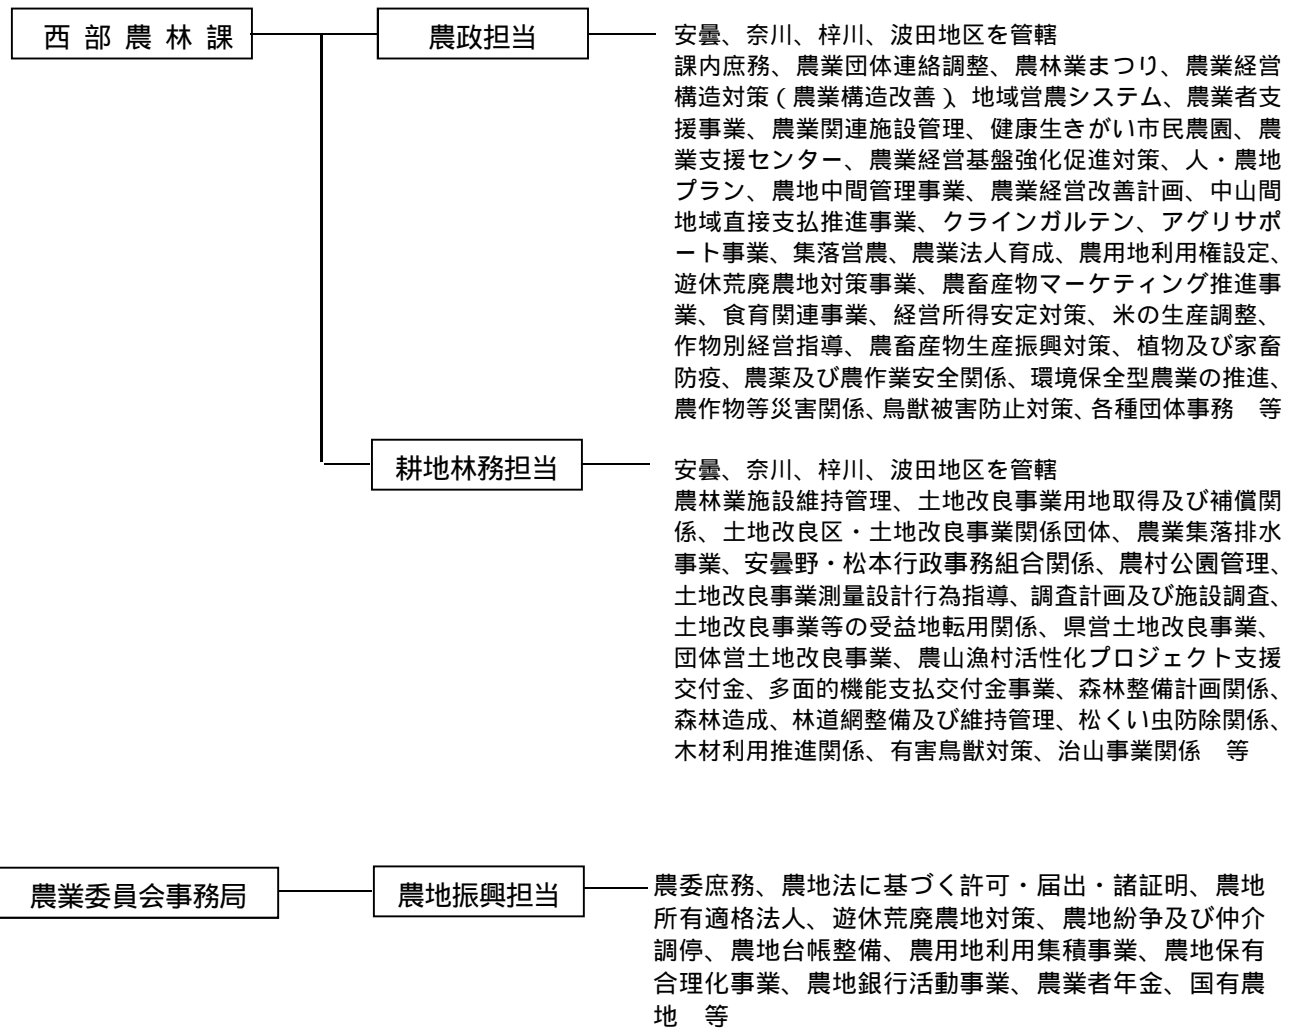 西部農林課
農政担当
安曇、奈川、梓川、波田地区を管轄
課内庶務、農業団体連絡調整、農林業まつり、農業経営
構造対策(農業構造改善)、地域営農システム、農業者支
援事業、農業関連施設管理、健康生きがい市民農園、農
業支援センター、農業経営基盤強化促進対策、人・農地
プラン、農地中間管理事業、農業経営改善計画、中山間
地域直接支払推進事業、クラインガルテン、アグリサポ
ート事業、集落営農、農業法人育成、農用地利用権設定、
遊休荒廃農地対策事業、農畜産物マーケティング推進事
業、食育関連事業、経営所得安定対策、米の生産調整、
作物別経営指導、農畜産物生産振興対策、植物及び家畜
防疫、農薬及び農作業安全関係、環境保全型農業の推進、
農作物等災害関係、鳥獣被害防止対策、各種団体事務 等
耕地林務担当
安曇、奈川、梓川、波田地区を管轄
農林業施設維持管理、土地改良事業用地取得及び補償関
係、土地改良区・土地改良事業関係団体、農業集落排水
事業、安曇野・松本行政事務組合関係、農村公園管理、
土地改良事業測量設計行為指導、調査計画及び施設調査、
土地改良事業等の受益地転用関係、県営土地改良事業、
団体営土地改良事業、農山漁村活性化プロジェクト支援
交付金、多面的機能支払交付金事業、森林整備計画関係、
森林造成、林道網整備及び維持管理、松くい虫防除関係、
木材利用推進関係、有害鳥獣対策、治山事業関係 等
農業委員会事務局
農地振興担当
農委庶務、農地法に基づく許可・届出・諸証明、農地
所有適格法人、遊休荒廃農地対策、農地紛争及び仲介
調停、農地台帳整備、農用地利用集積事業、農地保有
合理化事業、農地銀行活動事業、農業者年金、国有農
地 等